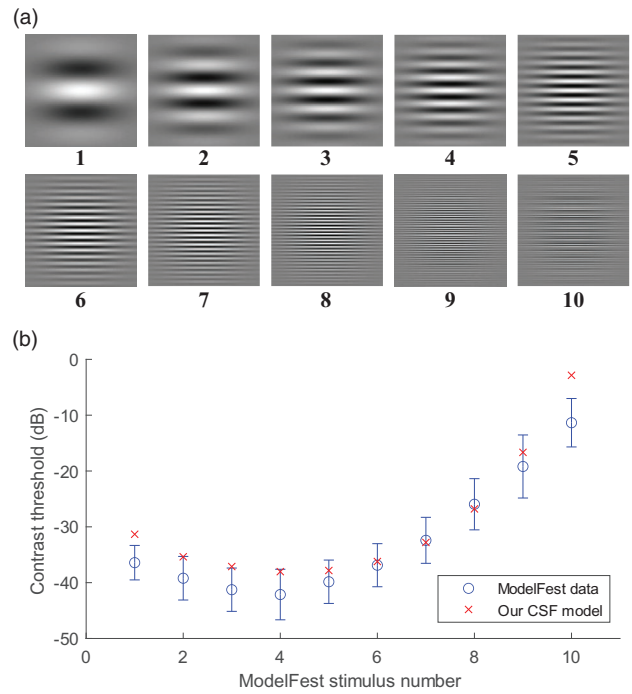 (a)
1 2 3 4 5
6 7 8 9 10
(b)
0
-10
-20
-30
-40
-50
Contrast threshold (dB)
ModelFest data
Our CSF model
0 2 4 6 8 10
ModelFest stimulus number